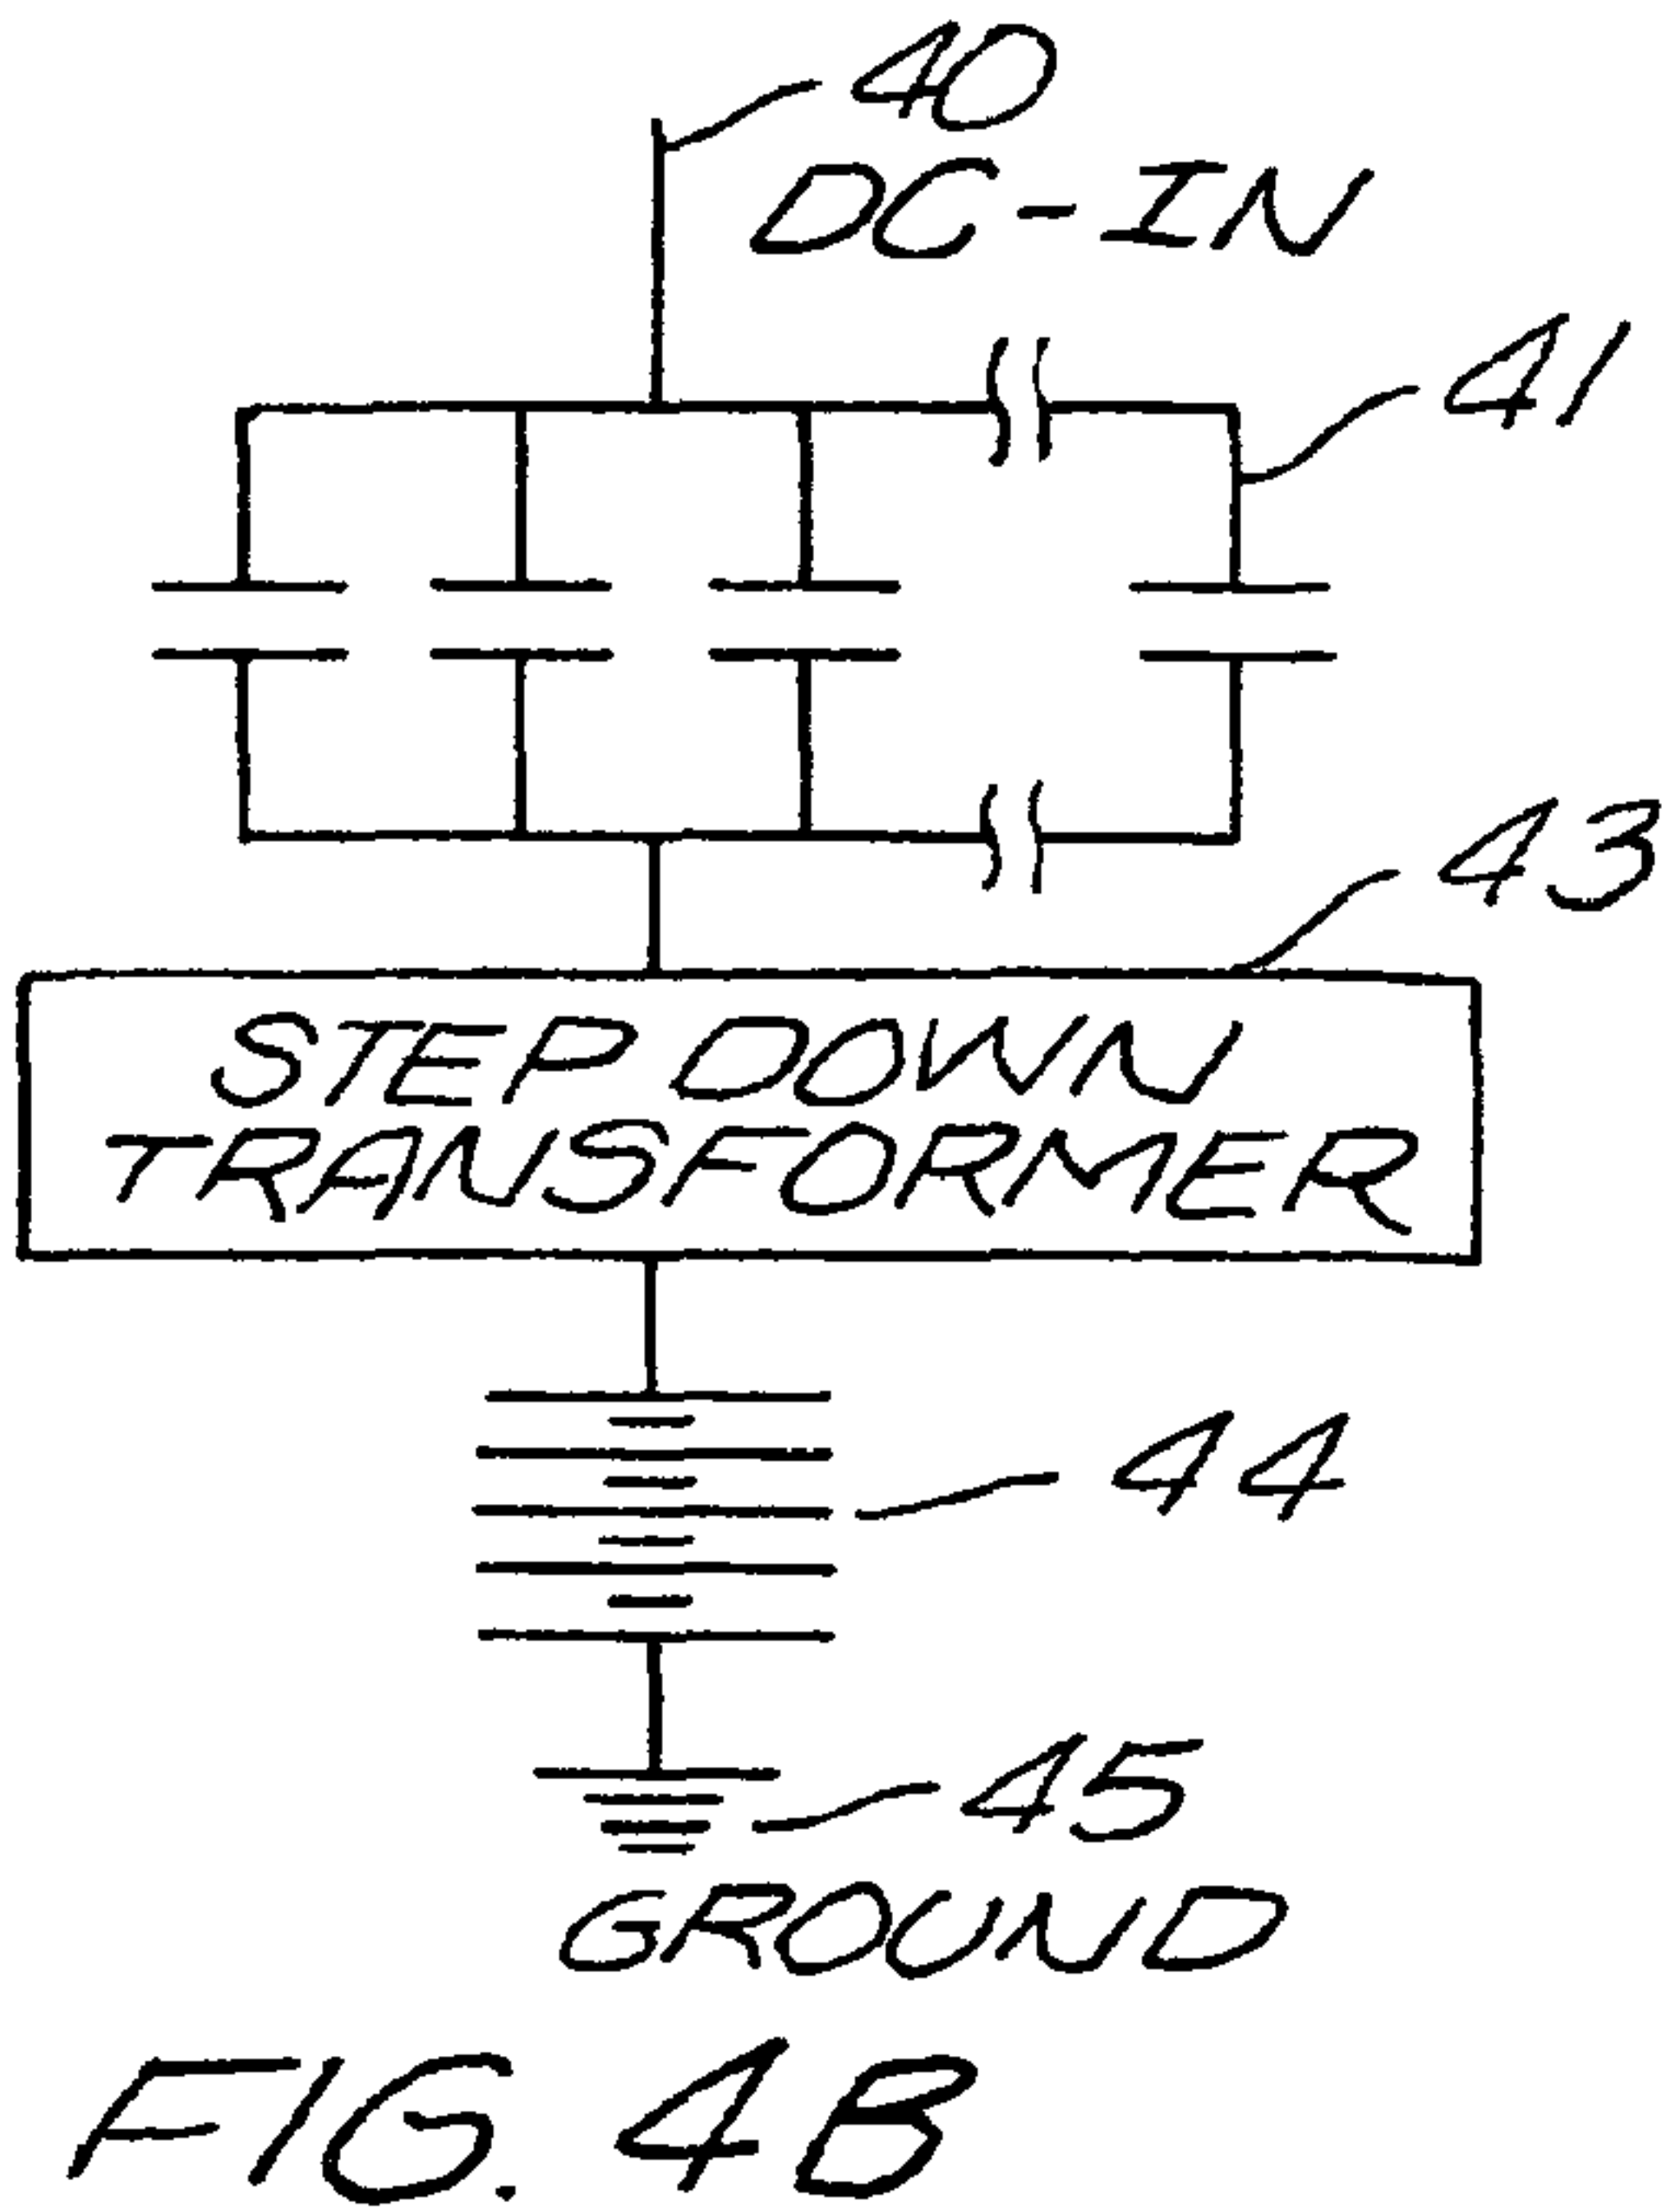 40
DC-IN
41
43
STEP DOWN
TRANSFORMER
44
45
GROUND
FIG. 4B